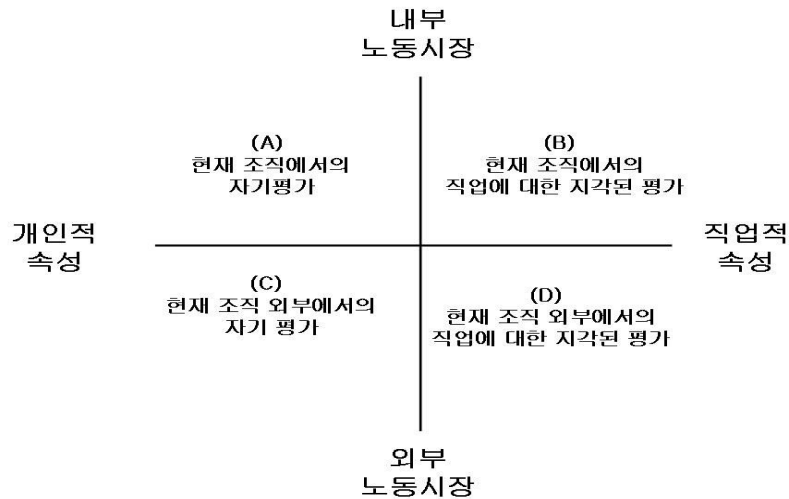 내부
노동시장
(A)
현재 조직에서의
자기평가
(B)
현재 조직에서의
직업에 대한 지각된 평가
개인적
속성
직업적
속성
(C)
현재 조직 외부에서의
자기 평가
(D)
현재 조직 외부에서의
직업에 대한 지각된 평가
외부
노동시장